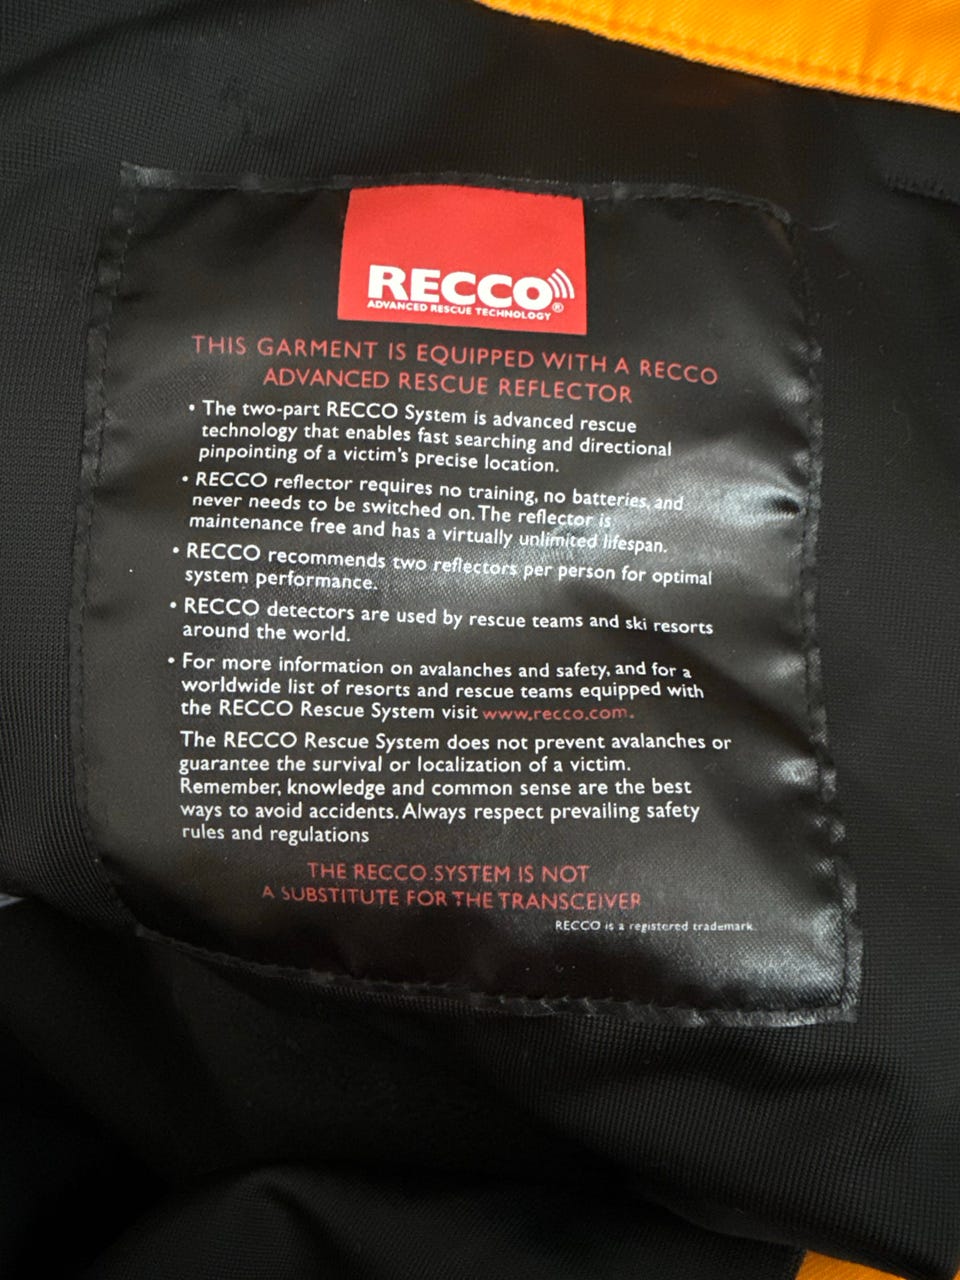 RECCO®
ADVANCED RESCUE TECHNOLOGY
THIS GARMENT IS EQUIPPED WITH A RECCO
ADVANCED RESCUE REFLECTOR
• The two-part RECCO System is advanced rescue
technology that enables fast searching and directional
pinpointing of a victim's precise location.
• RECCO reflector requires no training, no batteries, and
never needs to be switched on. The reflector is
maintenance free and has a virtually unlimited lifespan.
• RECCO recommends two reflectors per person for optimal
system performance.
• RECCO detectors are used by rescue teams and ski resorts
around the world.
• For more information on avalanches and safety, and for a
worldwide list of resorts and rescue teams equipped with
the RECCO Rescue System visit www.recco.com.
The RECCO Rescue System does not prevent avalanches or
guarantee the survival or localization of a victim.
Remember, knowledge and common sense are the best
ways to avoid accidents. Always respect prevailing safety
rules and regulations
THE RECCO SYSTEM IS NOT
A SUBSTITUTE FOR THE TRANSCEIVER
RECCO is a registered trademark.